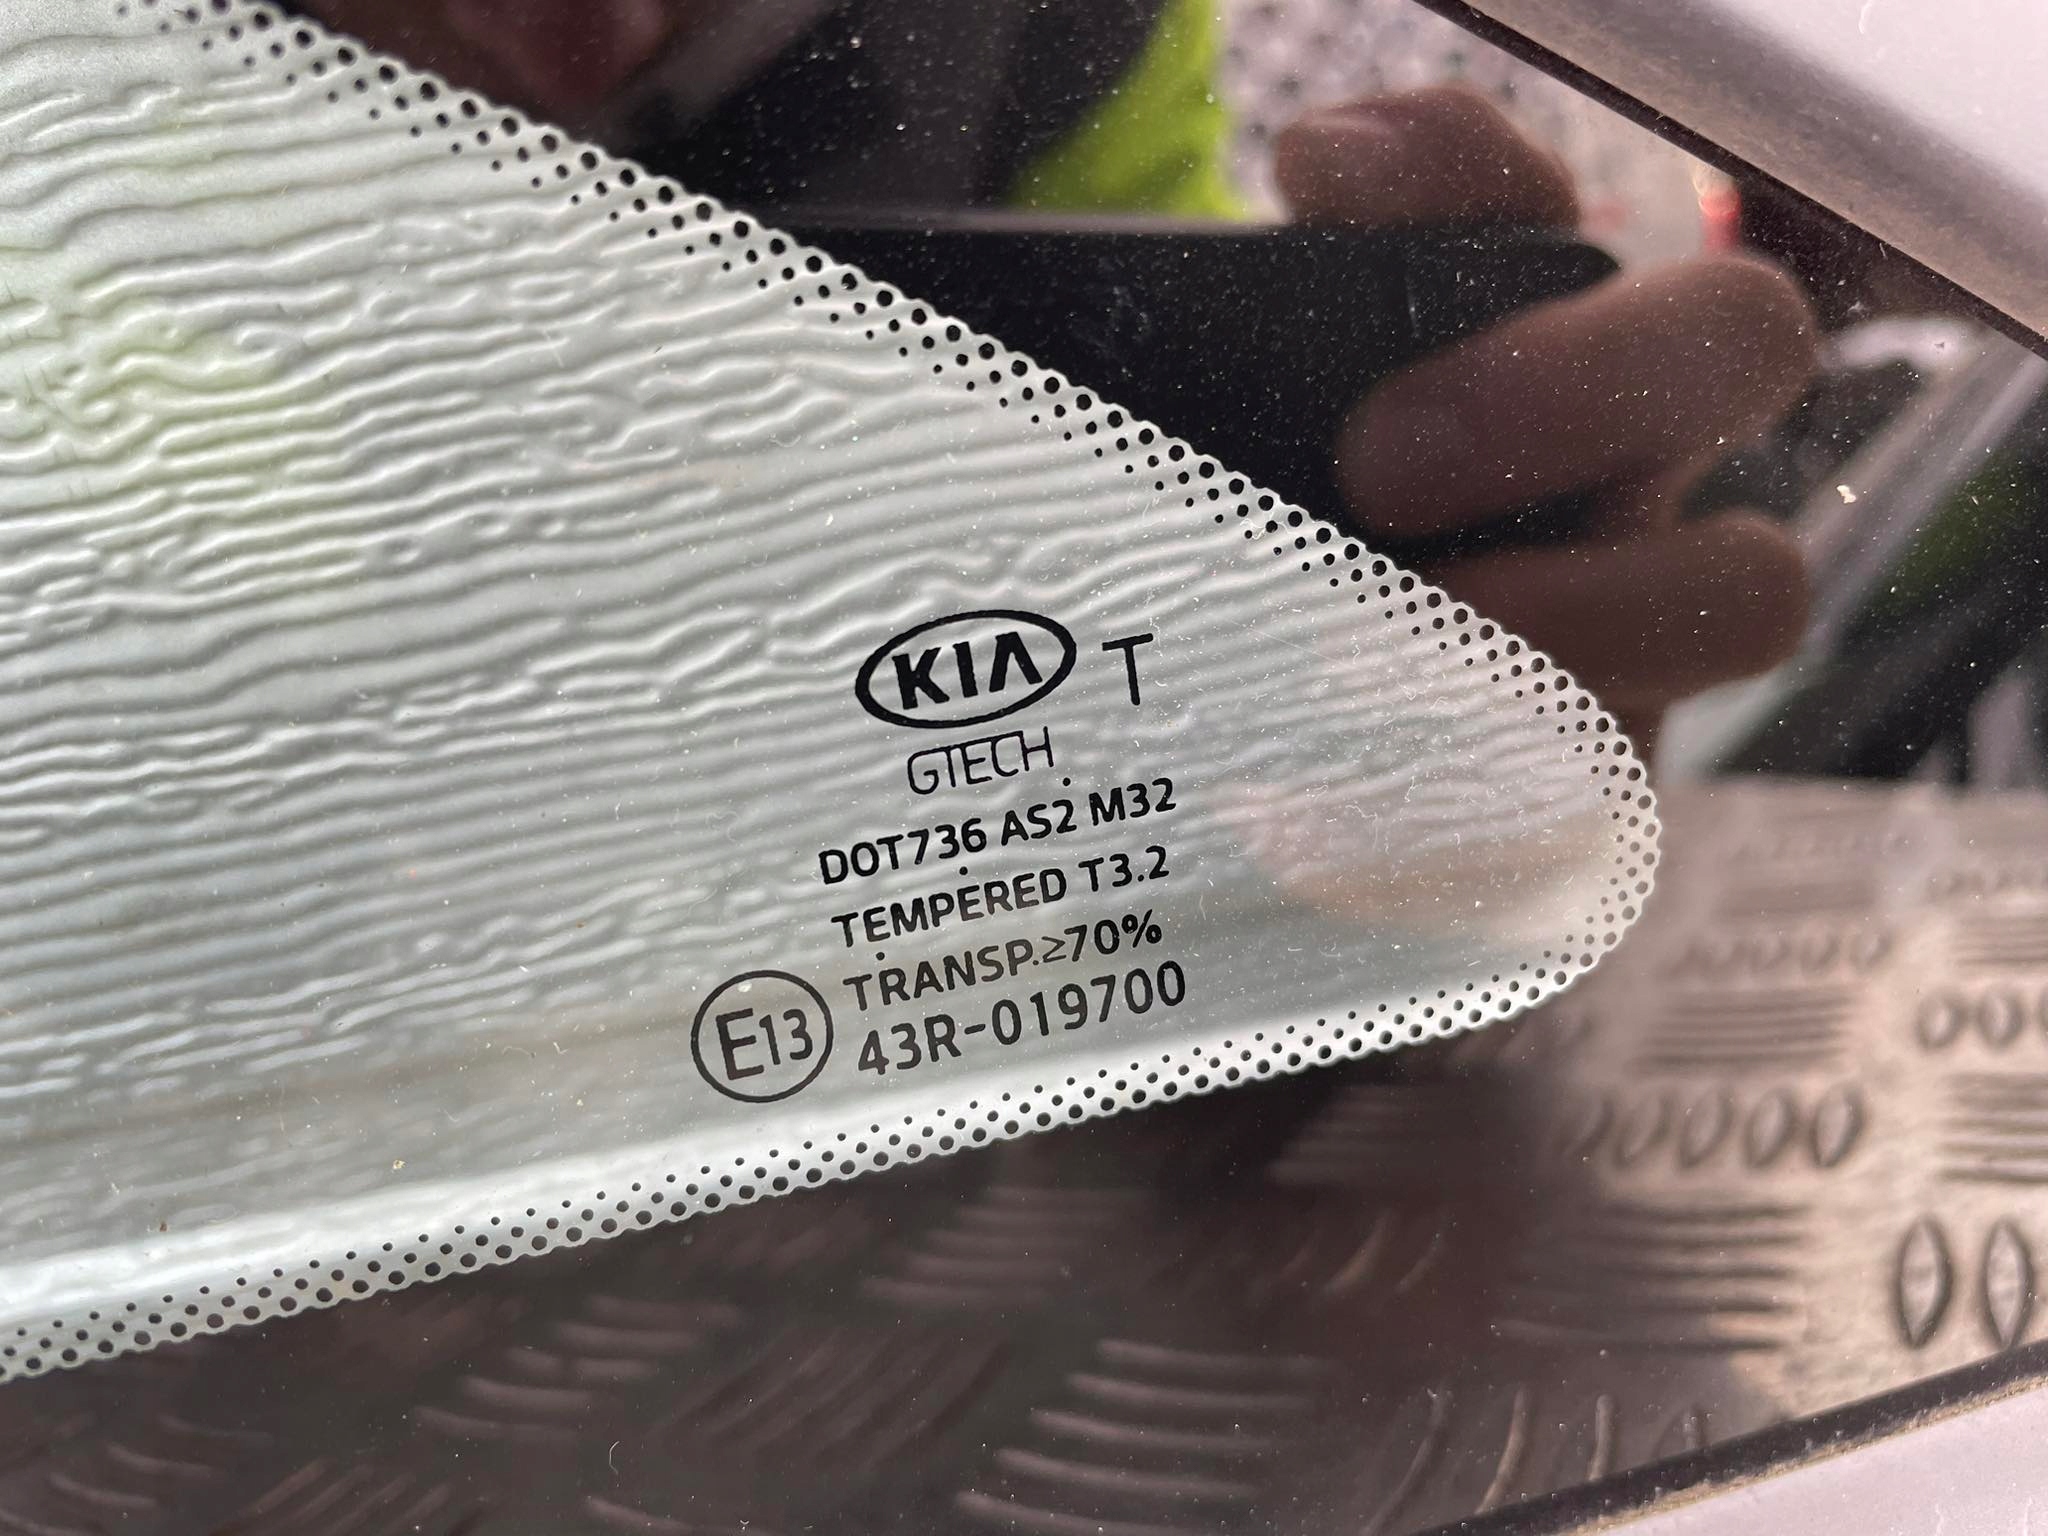 KIA T
GTECH
DOT736 AS2 M32
TEMPERED T3.2
TRANSP.≥70%
E13 43R-019700